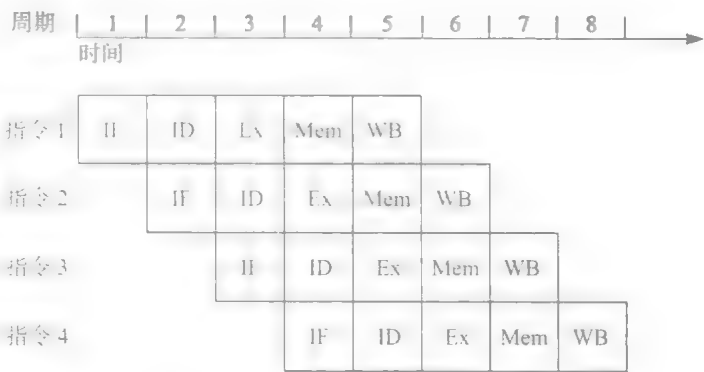 周期 1 2 3 4 5 6 7 8
时间
指令1 IF ID Ex Mem WB
指令2 IF ID Ex Mem WB
指令3 IF ID Ex Mem WB
指令4 IF ID Ex Mem WB